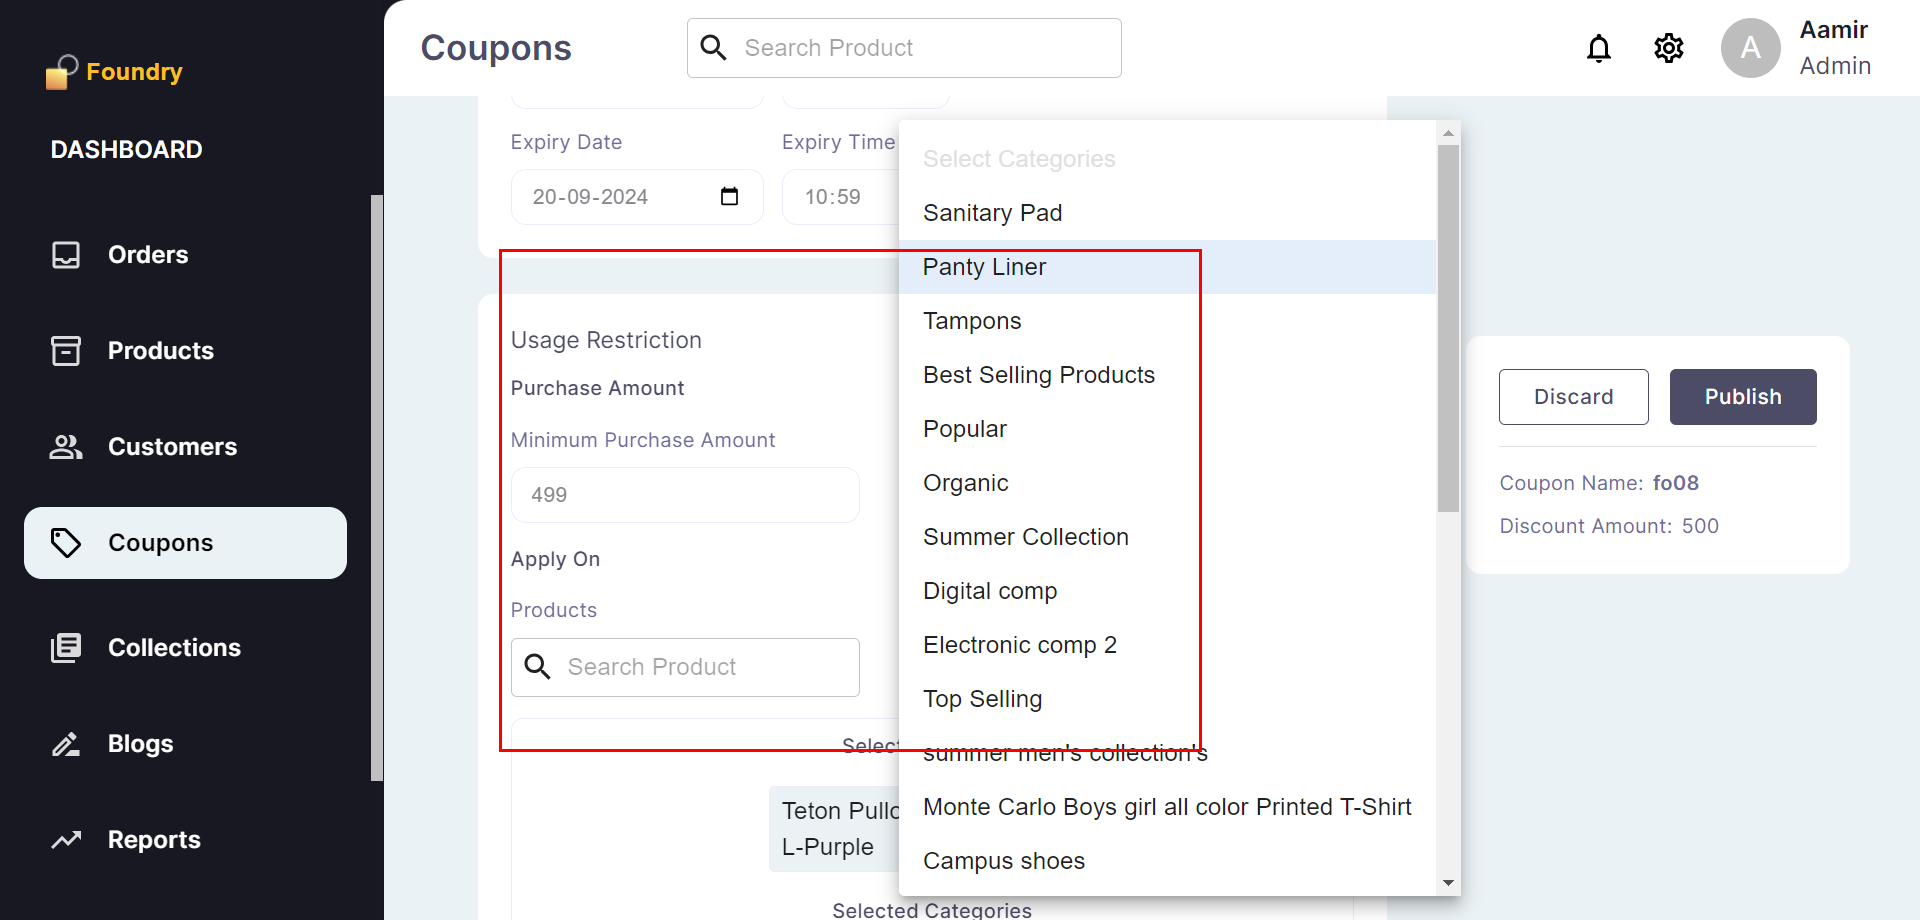 Foundry
DASHBOARD
Orders
Products
Customers
Coupons
Collections
Blogs
Reports
Coupons
Search Product
A
Aamir
Admin
Expiry Date
Expiry Time
20-09-2024
10:59
Usage Restriction
Purchase Amount
Minimum Purchase Amount
499
Apply On
Products
Search Product
Select
Teton Pullo
L-Purple
Selected Categories
Select Categories
Sanitary Pad
Panty Liner
Tampons
Best Selling Products
Popular
Organic
Summer Collection
Digital comp
Electronic comp 2
Top Selling
summer men's collection's
Monte Carlo Boys girl all color Printed T-Shirt
Campus shoes
Discard
Publish
Coupon Name: fo08
Discount Amount: 500